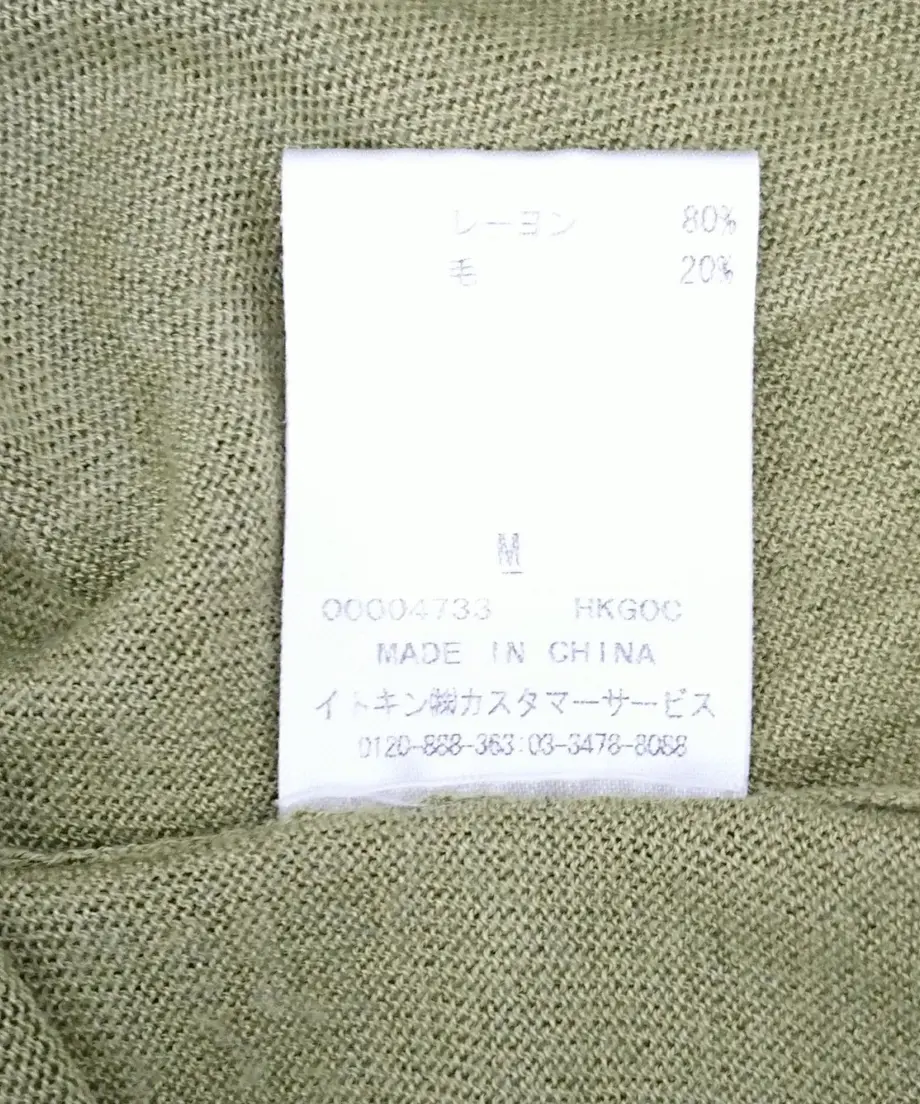 レーヨン 80%
毛 20%
M
00004733 HKGOC
MADE IN CHINA
イトキン㈱カスタマーサービス
0120-888-363:03-3478-8088